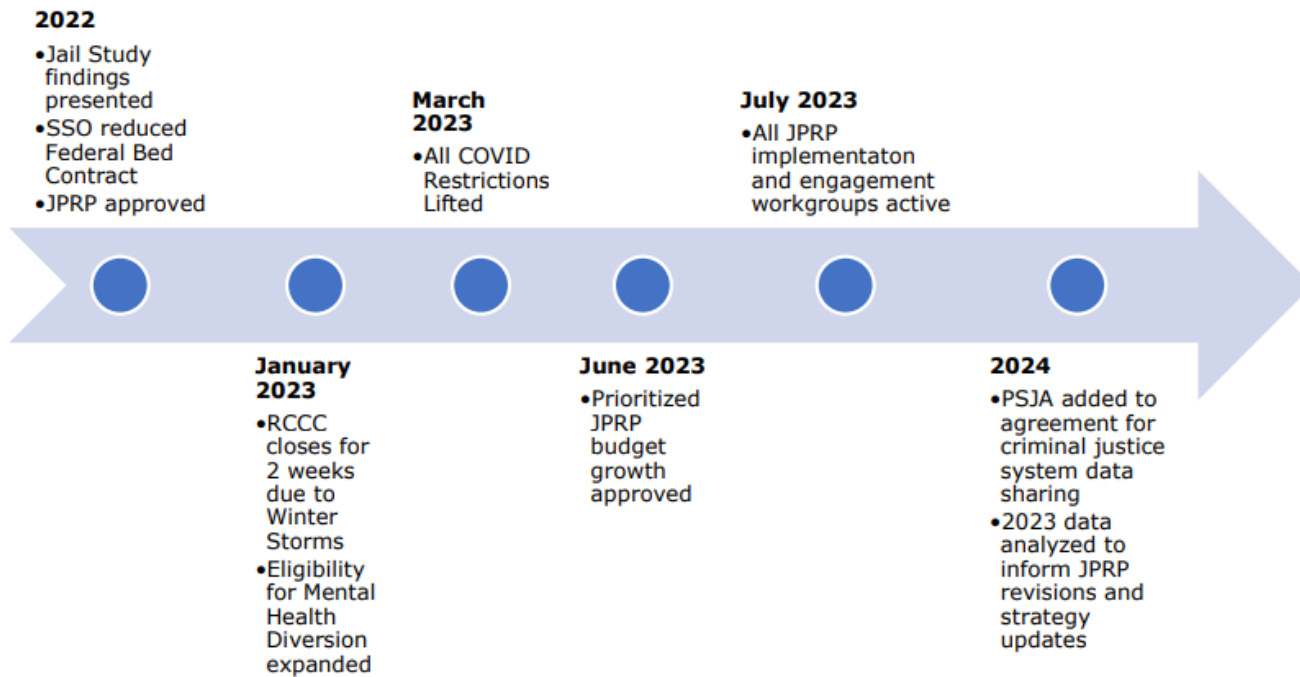 2022
•Jail Study
findings
presented
•SSO reduced
Federal Bed
Contract
•JPRP approved
January
2023
•RCCC
closes for
2 weeks
due to
Winter
Storms
•Eligibility
for Mental
Health
Diversion
expanded
March
2023
•All COVID
Restrictions
Lifted
June 2023
•Prioritized
JPRP
budget
growth
approved
July 2023
•All JPRP
implementaton
and engagement
workgroups active
2024
•PSJA added to
agreement for
criminal justice
system data
sharing
•2023 data
analyzed to
inform JPRP
revisions and
strategy
updates